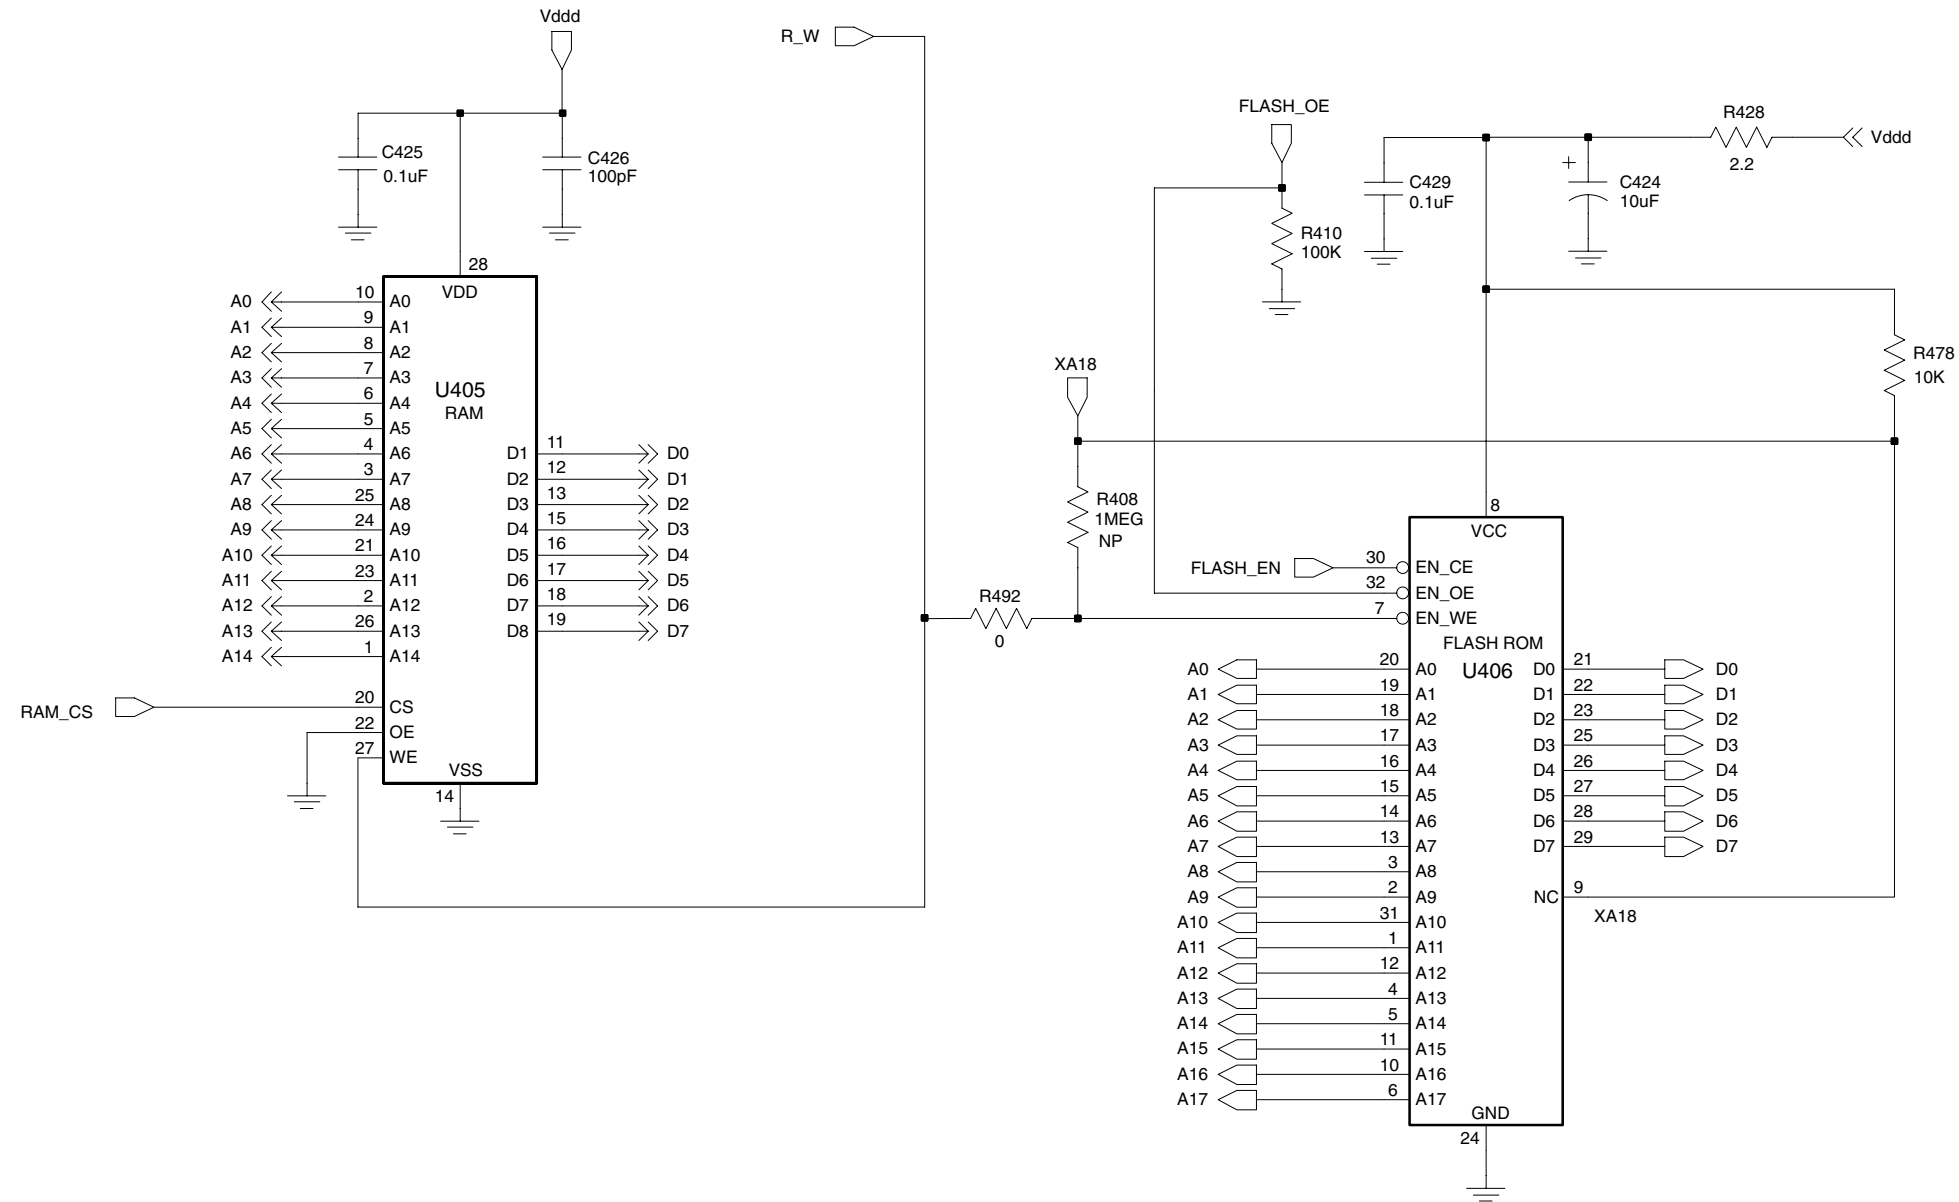 Vddd
R_W
C425
0.1uF
C426
100pF
28
VDD
U405
RAM
A0 10 A0
A1 9 A1
A2 8 A2
A3 7 A3
A4 6 A4
A5 5 A5
A6 4 A6
A7 3 A7
A8 25 A8
A9 24 A9
A10 21 A10
A11 23 A11
A12 2 A12
A13 26 A13
A14 1 A14
D1 11 D0
D2 12 D1
D3 13 D2
D4 15 D3
D5 16 D4
D6 17 D5
D7 18 D6
D8 19 D7
RAM_CS 20 CS
22 OE
27 WE
VSS
14
FLASH_OE
R410
100K
R428
2.2
Vddd
C429
0.1uF
+
C424
10uF
R478
10K
XA18
R408
1MEG
NP
R492
0
8
VCC
FLASH_EN 30 EN_CE
32 EN_OE
7 EN_WE
FLASH ROM
U406
A0 20 A0
A1 19 A1
A2 18 A2
A3 17 A3
A4 16 A4
A5 15 A5
A6 14 A6
A7 13 A7
A8 3 A8
A9 2 A9
A10 31 A10
A11 1 A11
A12 12 A12
A13 4 A13
A14 5 A14
A15 11 A15
A16 10 A16
A17 6 A17
D0 21 D0
D1 22 D1
D2 23 D2
D3 25 D3
D4 26 D4
D5 27 D5
D6 28 D6
D7 29 D7
NC 9
XA18
GND
24